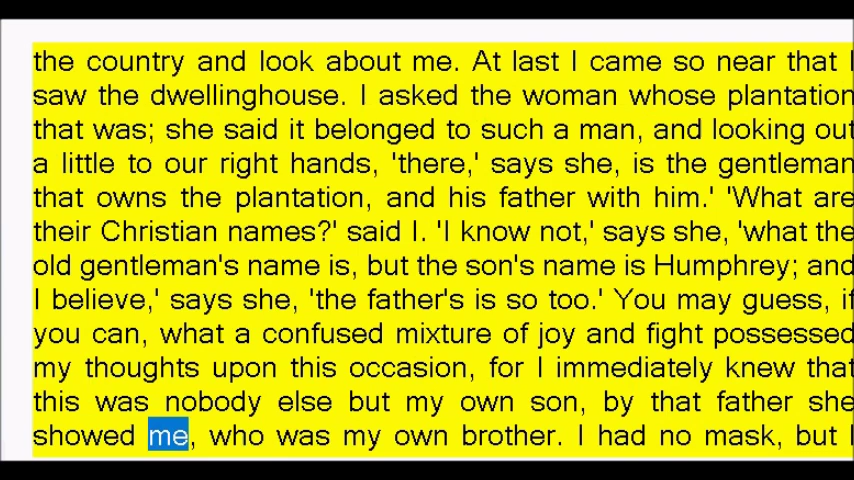 the country and look about me. At last I came so near that I
saw the dwellinghouse. I asked the woman whose plantation
that was; she said it belonged to such a man, and looking out
a little to our right hands, 'there,' says she, is the gentleman
that owns the plantation, and his father with him.' 'What are
their Christian names?' said I. 'I know not,' says she, 'what the
old gentleman's name is, but the son's name is Humphrey; and
I believe,' says she, 'the father's is so too.' You may guess, if
you can, what a confused mixture of joy and fight possessed
my thoughts upon this occasion, for I immediately knew that
this was nobody else but my own son, by that father she
showed me, who was my own brother. I had no mask, but I